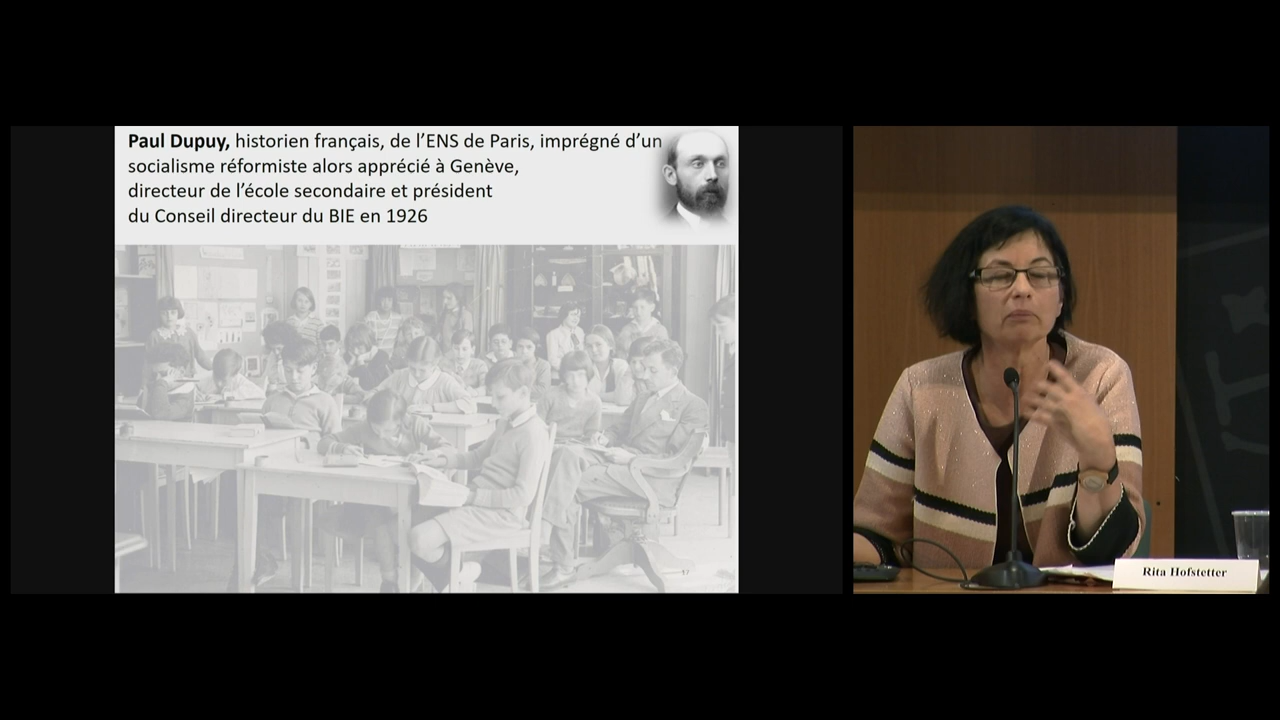 Paul Dupuy, historien français, de l’ENS de Paris, imprégné d’un
socialisme réformiste alors apprécié à Genève,
directeur de l’école secondaire et président
du Conseil directeur du BIE en 1926
17
Rita Hofstetter